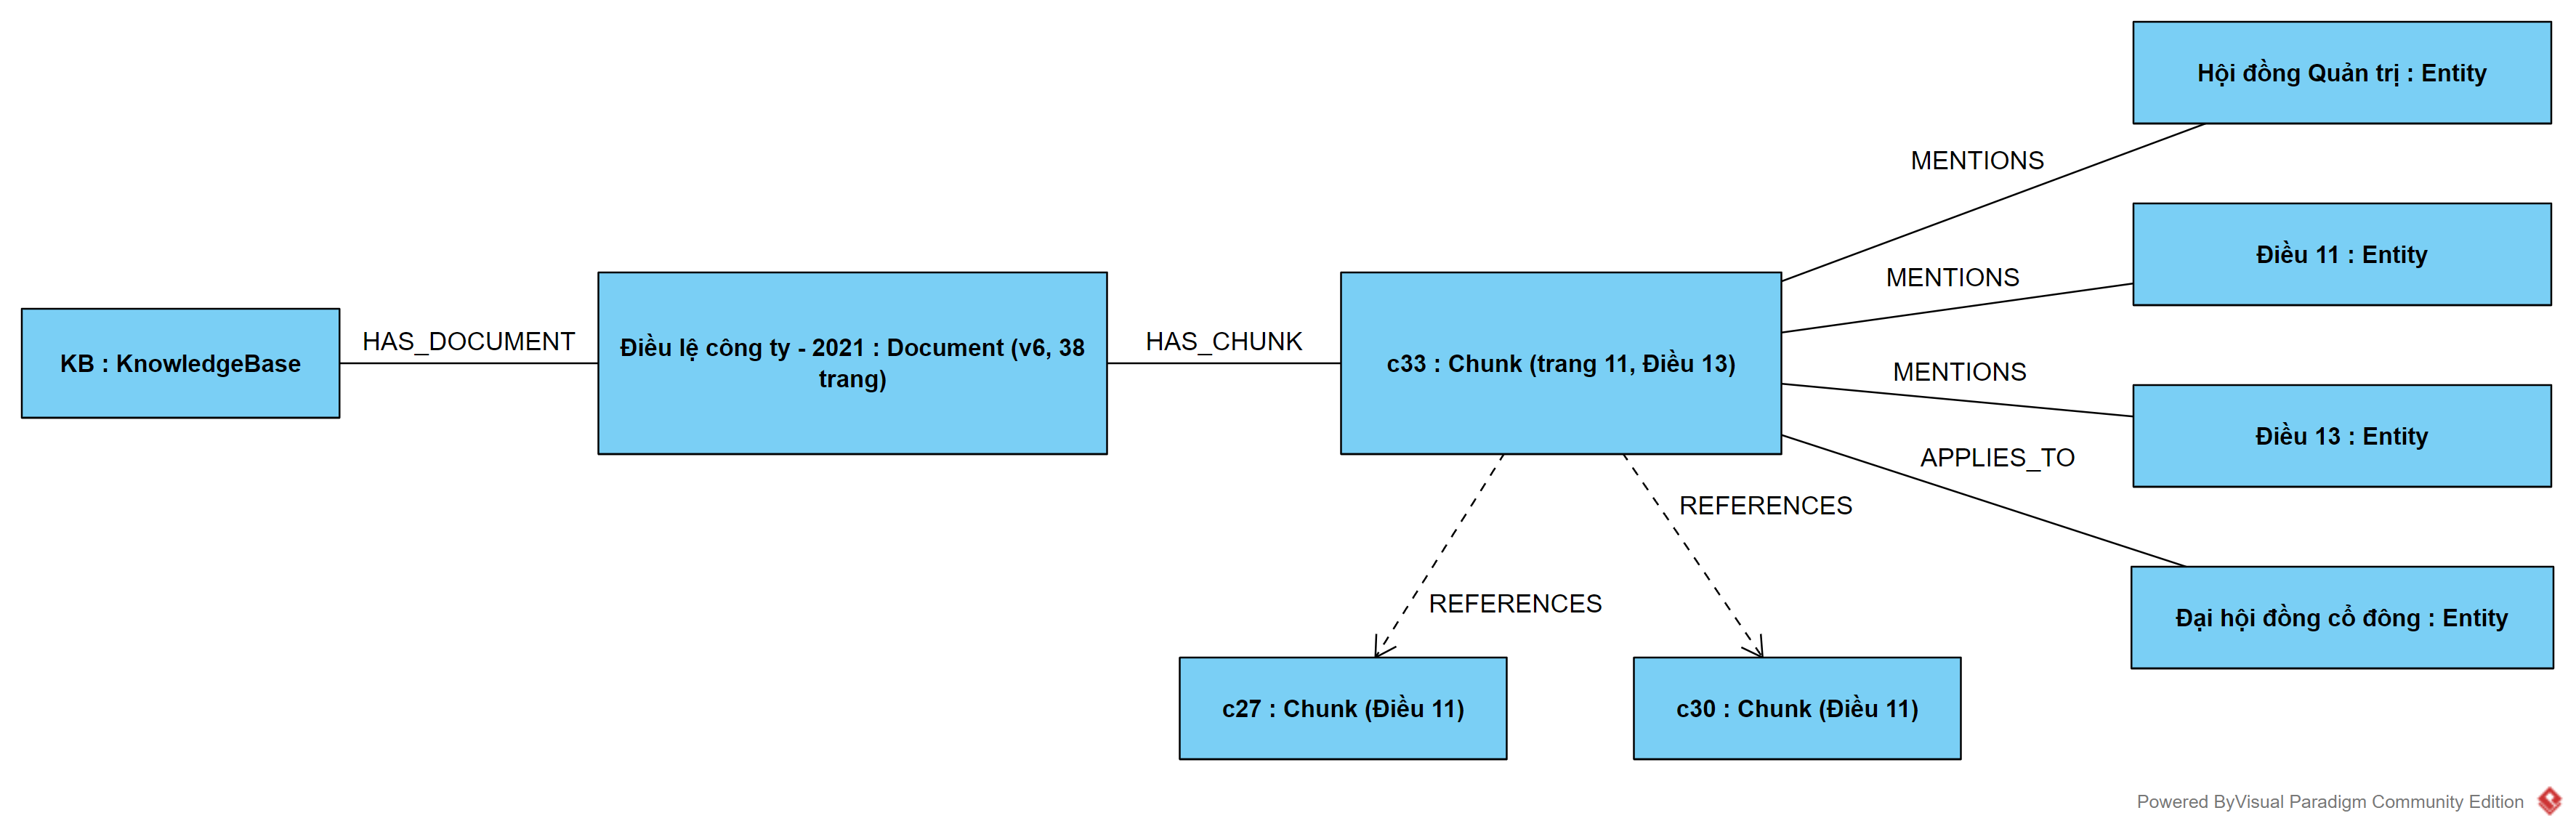 Hội đồng Quản trị : Entity
MENTIONS
Điều 11 : Entity
MENTIONS
KB : KnowledgeBase
HAS_DOCUMENT
Điều lệ công ty - 2021 : Document (v6, 38
trang)
HAS_CHUNK
c33 : Chunk (trang 11, Điều 13)
MENTIONS
Điều 13 : Entity
APPLIES_TO
REFERENCES
REFERENCES
Đại hội đồng cổ đông : Entity
c27 : Chunk (Điều 11)
c30 : Chunk (Điều 11)
Powered ByVisual Paradigm Community Edition